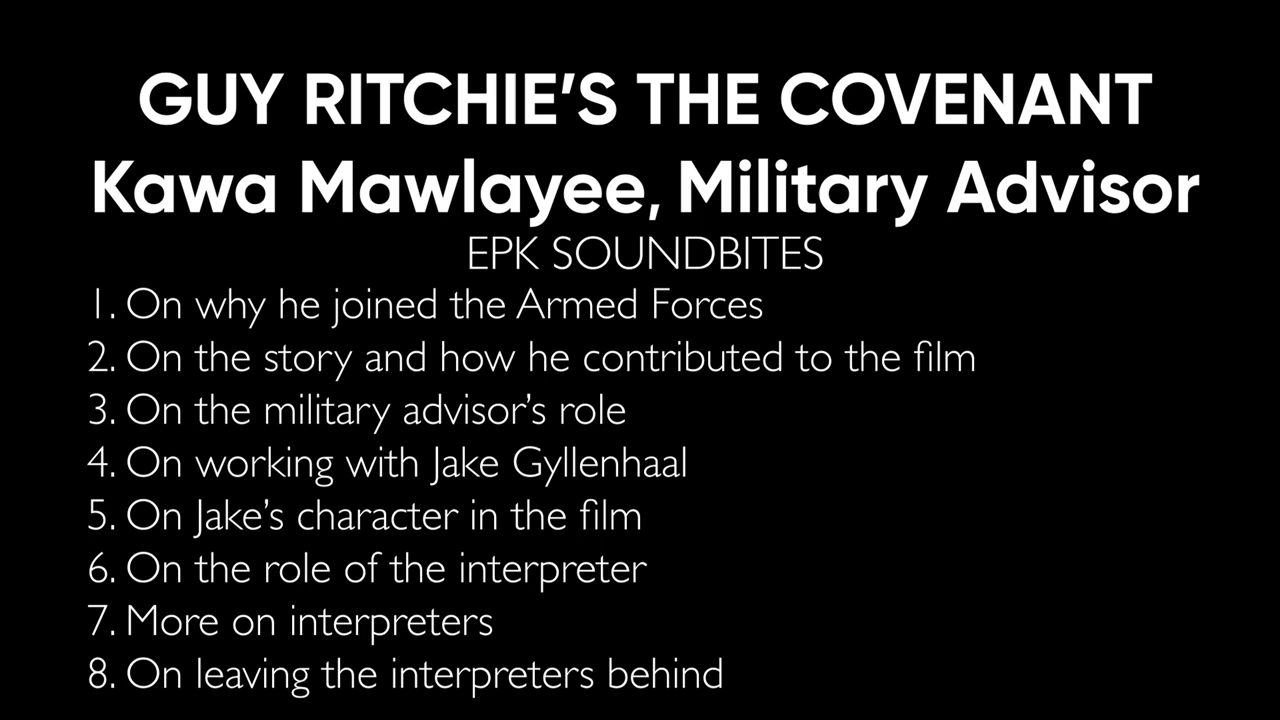 GUY RITCHIE’S THE COVENANT
Kawa Mawlayee, Military Advisor
EPK SOUNDBITES
1. On why he joined the Armed Forces
2. On the story and how he contributed to the film
3. On the military advisor’s role
4. On working with Jake Gyllenhaal
5. On Jake’s character in the film
6. On the role of the interpreter
7. More on interpreters
8. On leaving the interpreters behind